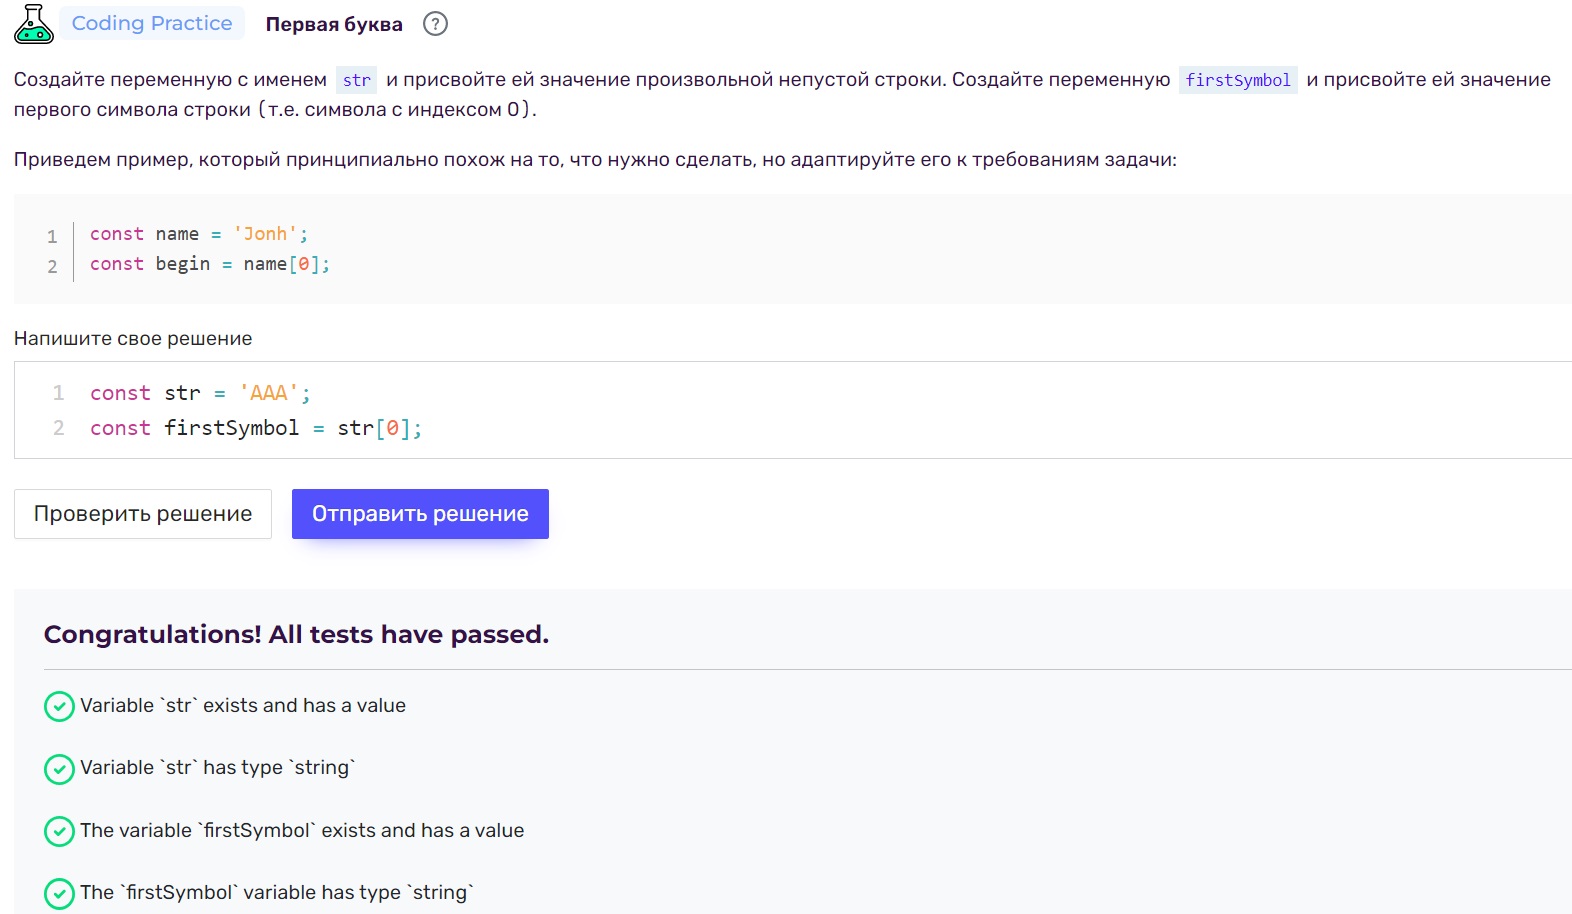 Coding Practice Первая буква ?
Создайте переменную с именем str и присвойте ей значение произвольной непустой строки. Создайте переменную firstSymbol и присвойте ей значение
первого символа строки (т.е. символа с индексом 0).
Приведем пример, который принципиально похож на то, что нужно сделать, но адаптируйте его к требованиям задачи:
1 const name = 'Jonh';
2 const begin = name[0];
Напишите свое решение
1 const str = 'AAA';
2 const firstSymbol = str[0];
Проверить решение Отправить решение
Congratulations! All tests have passed.
Variable `str` exists and has a value
Variable `str` has type `string`
The variable `firstSymbol` exists and has a value
The `firstSymbol` variable has type `string`